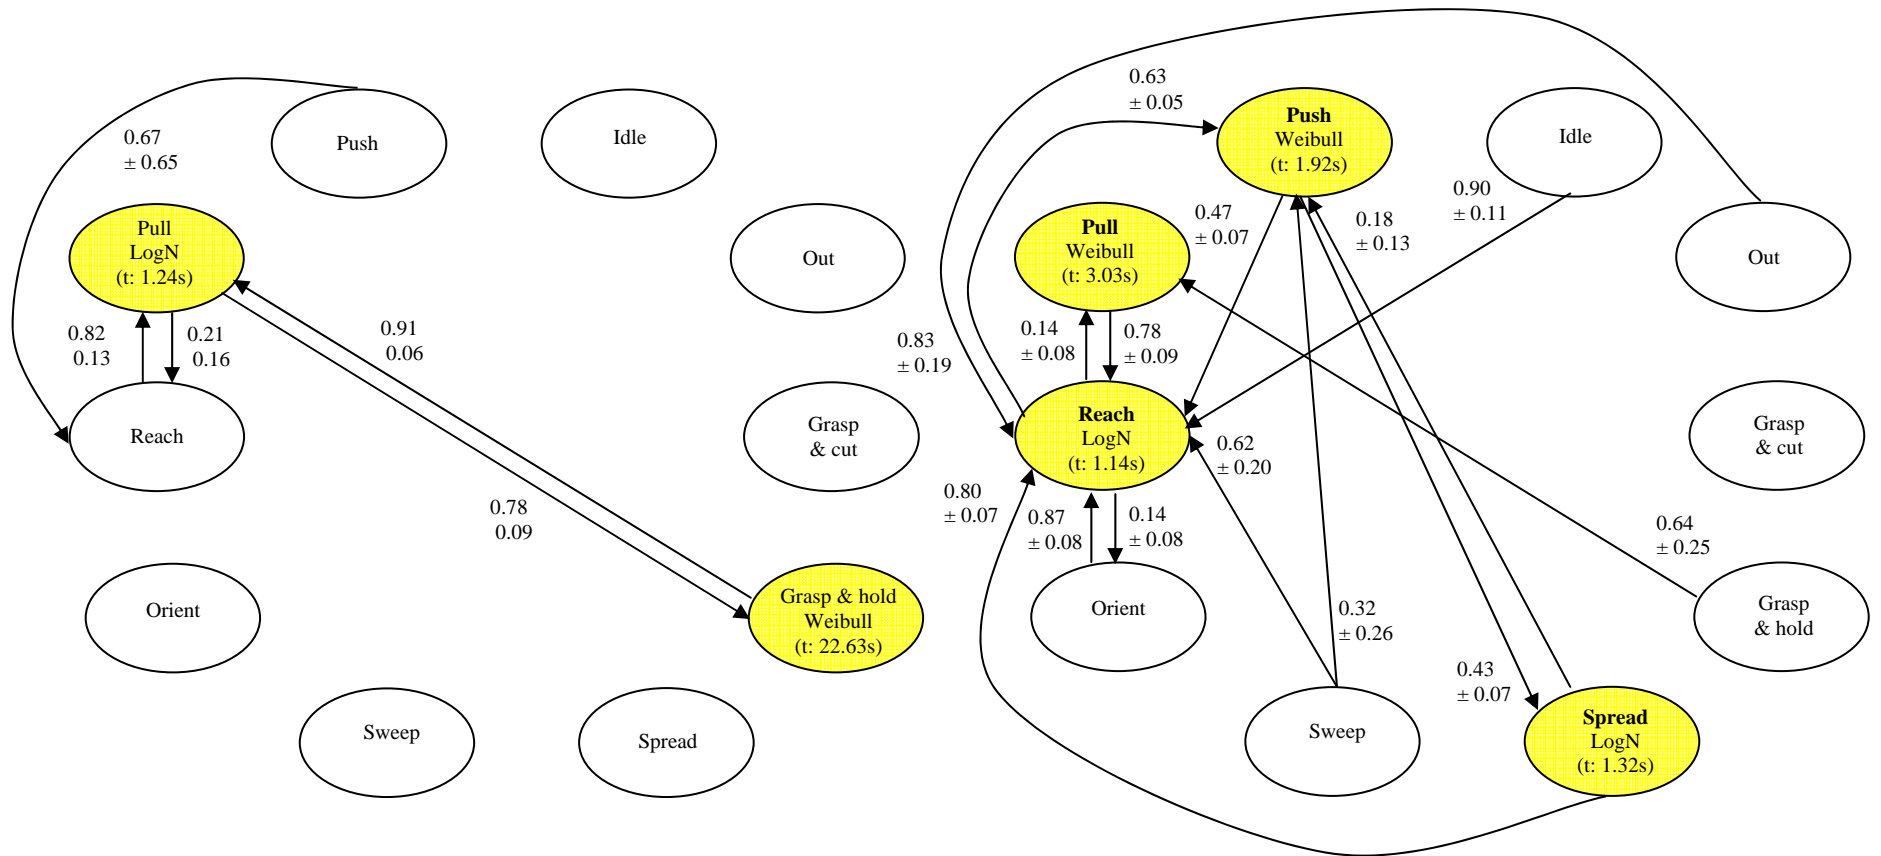 0.67
± 0.65
Push
Idle
Pull
LogN
(t: 1.24s)
Out
0.82
0.13
0.21
0.16
0.91
0.06
Reach
Grasp
& cut
0.78
0.09
Orient
Grasp & hold
Weibull
(t: 22.63s)
Sweep
Spread
0.63
± 0.05
Push
Weibull
(t: 1.92s)
Idle
0.90
± 0.11
Pull
Weibull
(t: 3.03s)
0.47
± 0.07
0.18
± 0.13
Out
0.83
± 0.19
0.14
± 0.08
0.78
± 0.09
Reach
LogN
(t: 1.14s)
Grasp
& cut
0.62
± 0.20
0.80
± 0.07
0.87
± 0.08
0.14
± 0.08
0.64
± 0.25
Orient
0.32
± 0.26
Grasp
& hold
0.43
± 0.07
Sweep
Spread
LogN
(t: 1.32s)